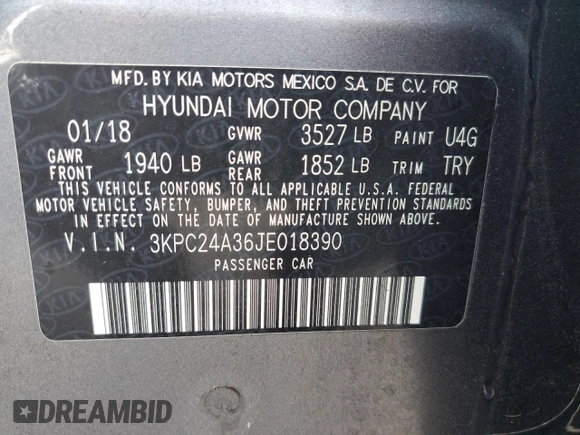 MFD. BY KIA MOTORS MEXICO S.A. DE C.V. FOR
HYUNDAI MOTOR COMPANY
01/18 GVWR 3527 LB PAINT U4G
GAWR FRONT 1940 LB GAWR REAR 1852 LB TRIM TRY
THIS VEHICLE CONFORMS TO ALL APPLICABLE U.S.A. FEDERAL
MOTOR VEHICLE SAFETY, BUMPER, AND THEFT PREVENTION STANDARDS
IN EFFECT ON THE DATE OF MANUFACTURE SHOWN ABOVE.
V.I.N. 3KPC24A36JE018390
PASSENGER CAR
DREAMBID